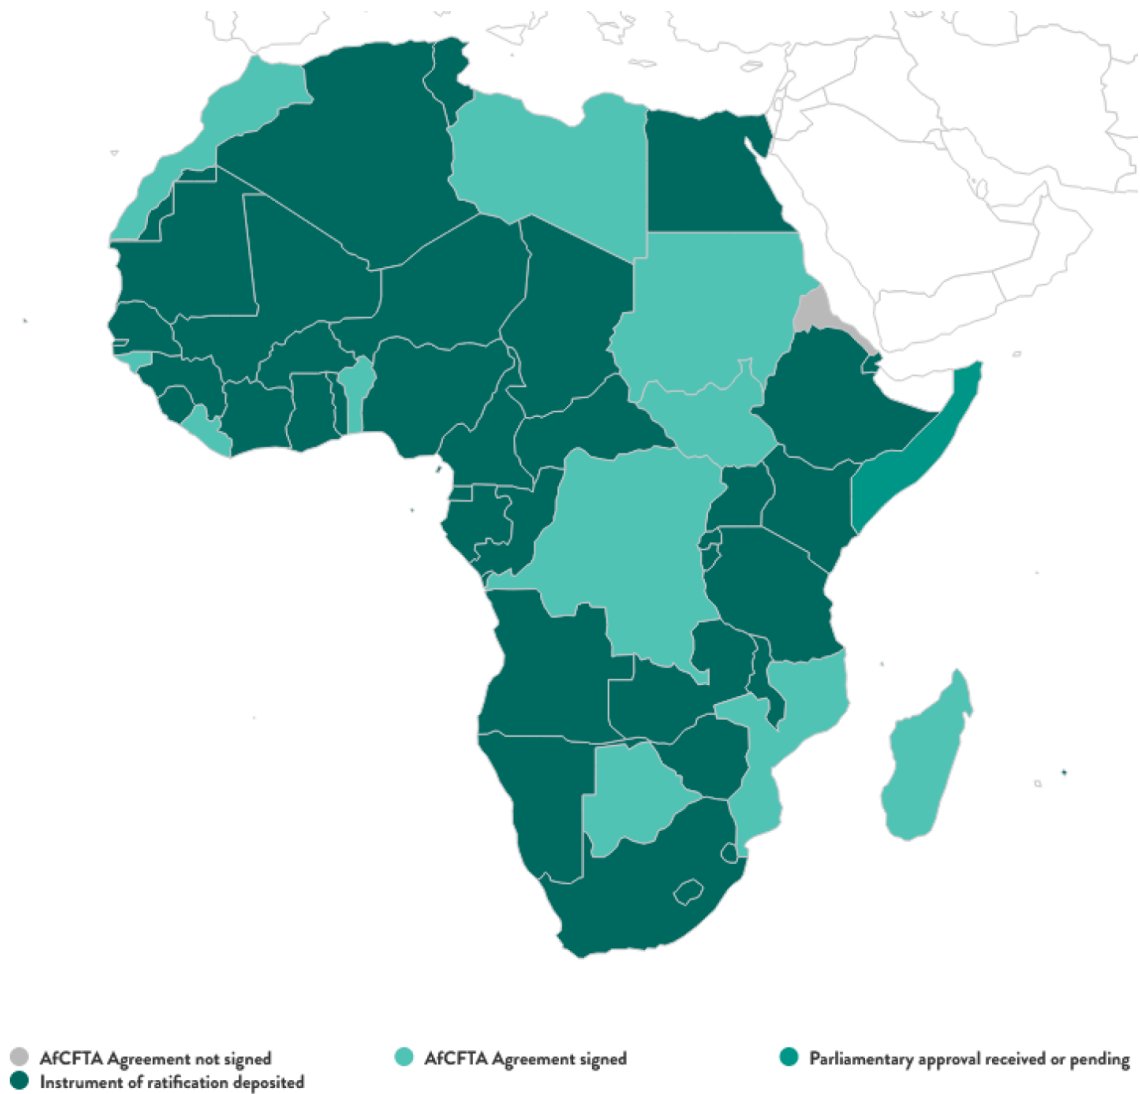 AfCFTA Agreement not signed
AfCFTA Agreement signed
Parliamentary approval received or pending
Instrument of ratification deposited